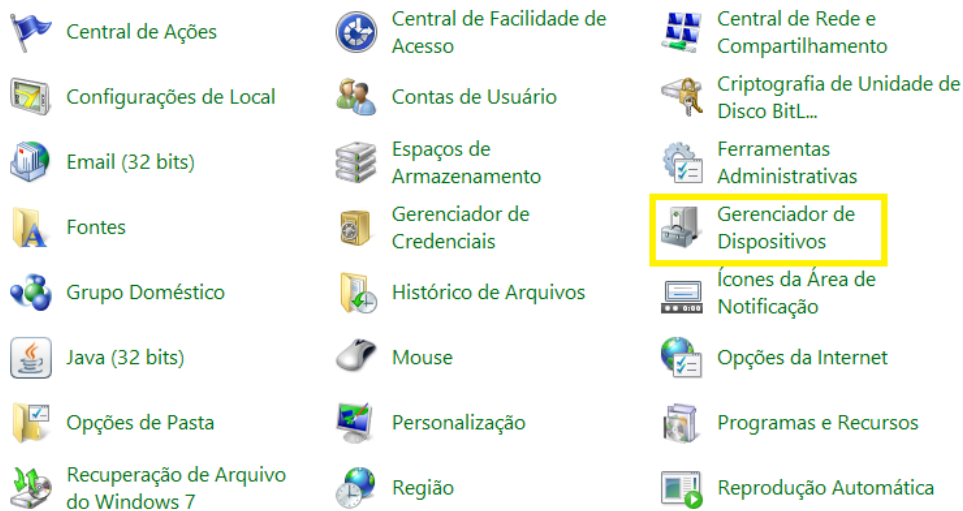 Central de Ações
Central de Facilidade de
Acesso
Central de Rede e
Compartilhamento
Configurações de Local
Contas de Usuário
Criptografia de Unidade de
Disco BitL...
Email (32 bits)
Espaços de
Armazenamento
Ferramentas
Administrativas
Fontes
Gerenciador de
Credenciais
Gerenciador de
Dispositivos
Grupo Doméstico
Histórico de Arquivos
Ícones da Área de
Notificação
Java (32 bits)
Mouse
Opções da Internet
Opções de Pasta
Personalização
Programas e Recursos
Recuperação de Arquivo
do Windows 7
Região
Reprodução Automática